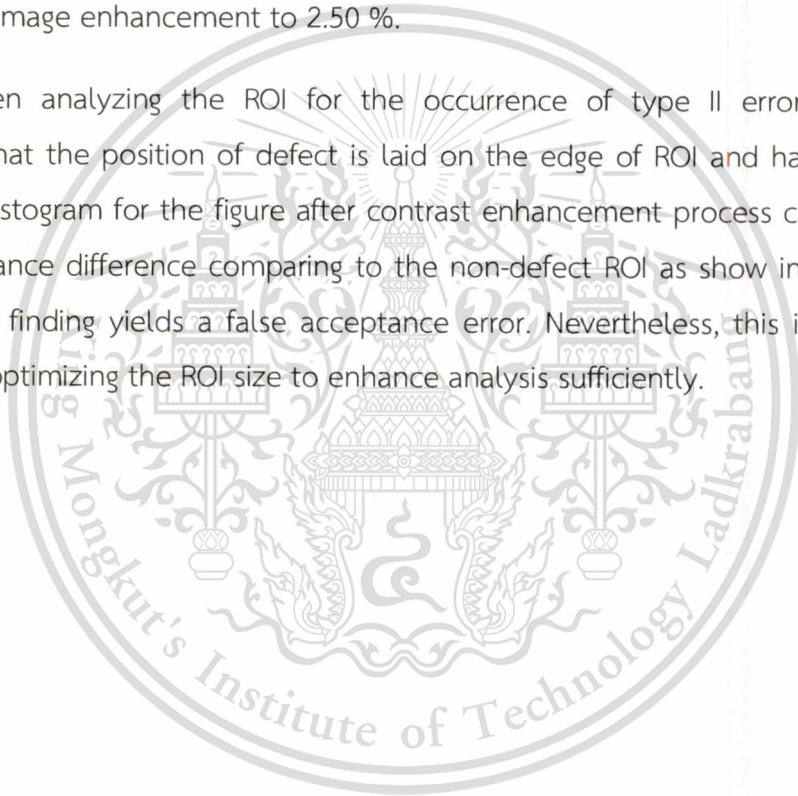 mage enhancement to 2.50 %.
en analyzing the ROI for the occurrence of type II error
hat the position of defect is laid on the edge of ROI and ha
stogram for the figure after contrast enhancement process c
ance difference comparing to the non-defect ROI as show in
finding yields a false acceptance error. Nevertheless, this i
optimizing the ROI size to enhance analysis sufficiently.
King Mongkut's Institute of Technology Ladkrabang